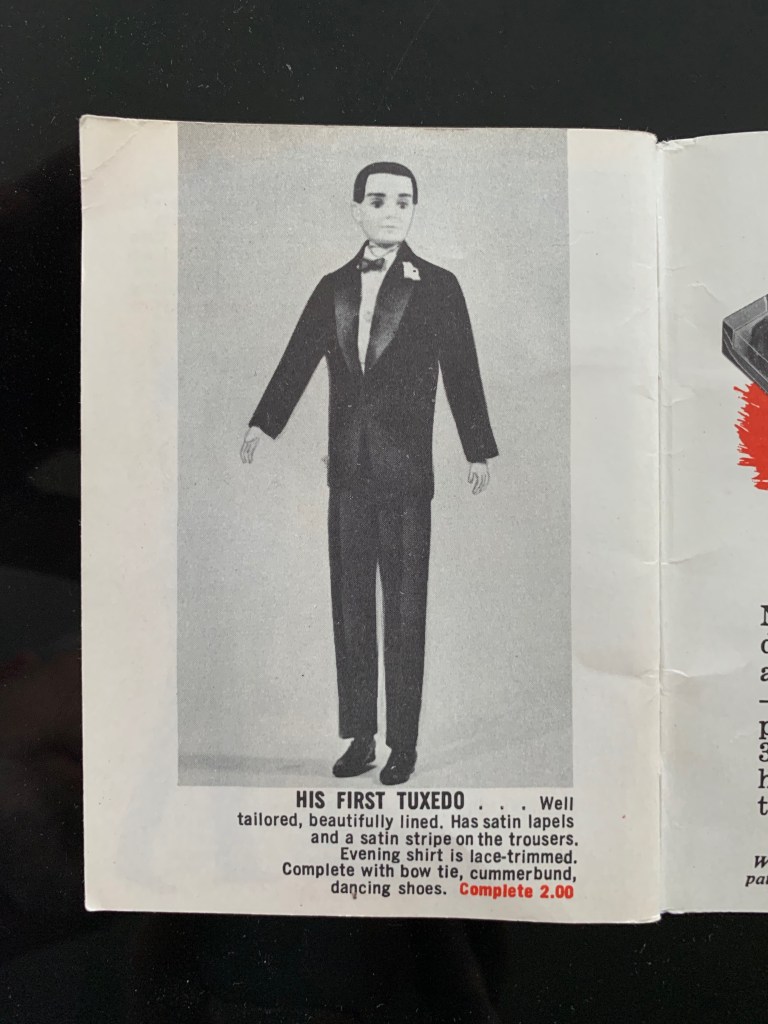 HIS FIRST TUXEDO . . . Well
tailored, beautifully lined. Has satin lapels
and a satin stripe on the trousers.
Evening shirt is lace-trimmed.
Complete with bow tie, cummerbund,
dancing shoes. Complete 2.00